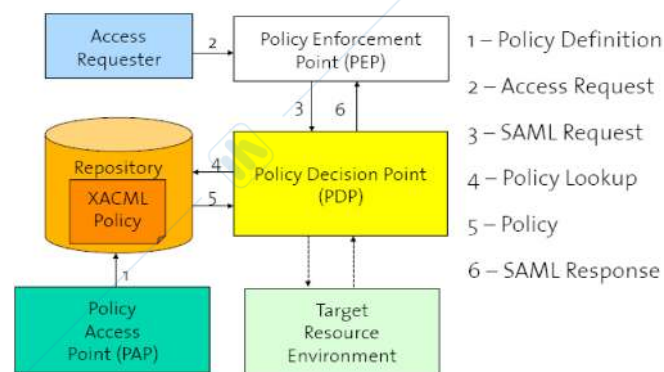 Access
Requester
2
Policy Enforcement
Point (PEP)
3
6
Repository
XACML
Policy
4
5
Policy Decision Point
(PDP)
1
Policy
Access
Point (PAP)
Target
Resource
Environment
1 – Policy Definition
2 – Access Request
3 – SAML Request
4 – Policy Lookup
5 – Policy
6 – SAML Response